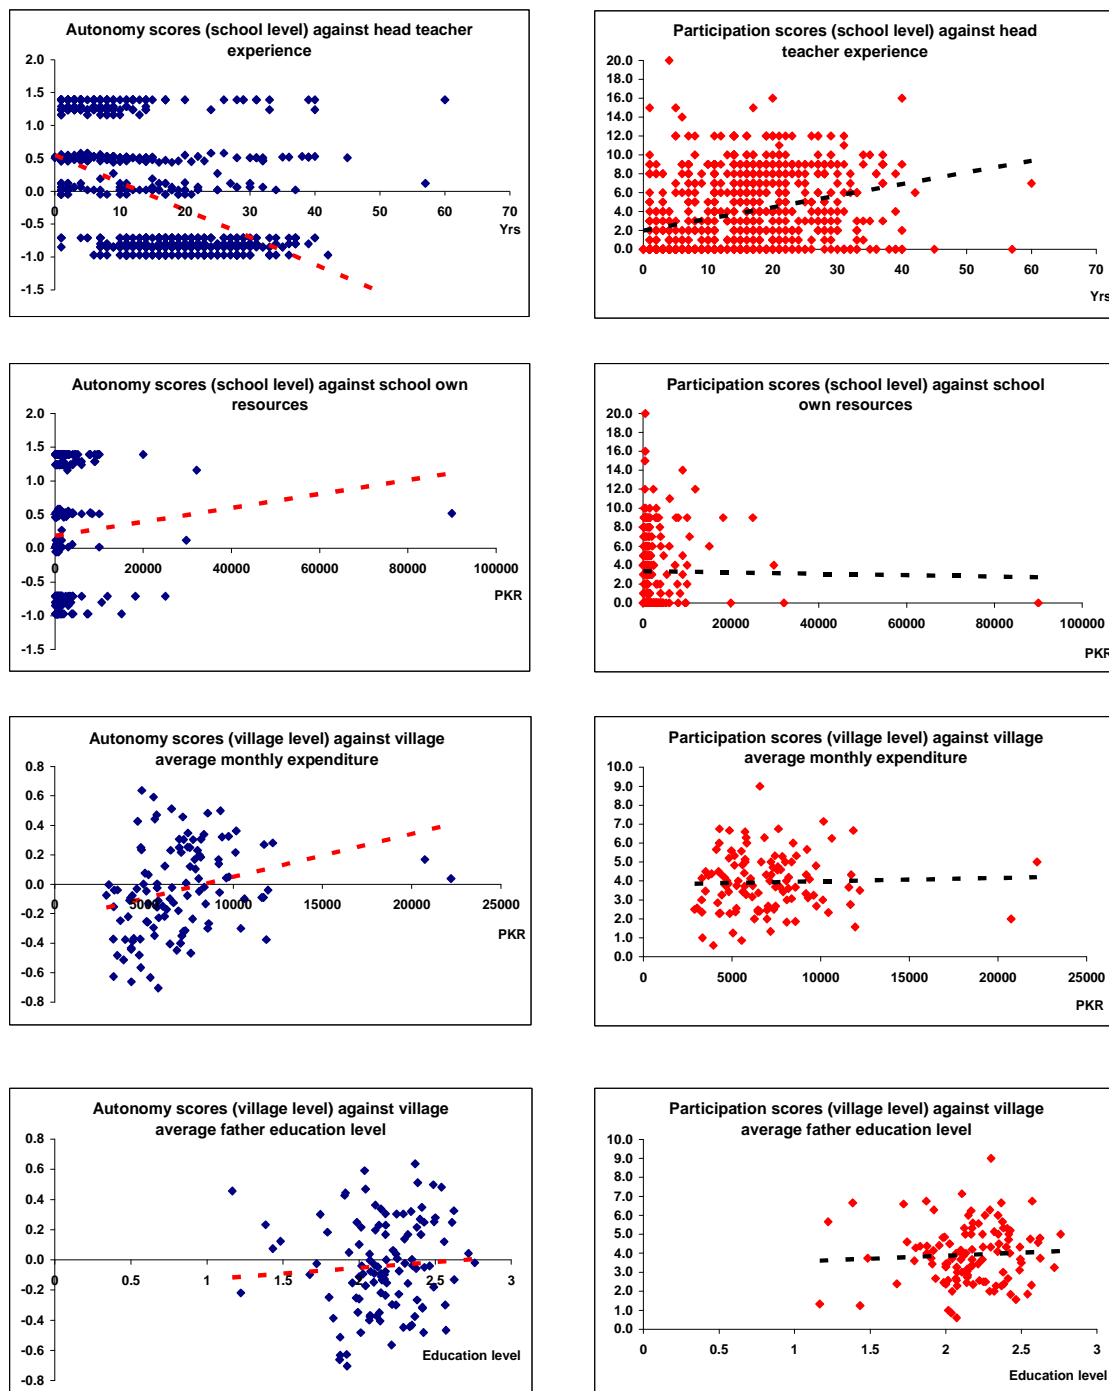 Autonomy scores (school level) against head teacher
experience
2.0
1.5
1.0
0.5
0.0
-0.5
-1.0
-1.5
0 10 20 30 40 50 60 70
Yrs
Participation scores (school level) against head
teacher experience
20.0
18.0
16.0
14.0
12.0
10.0
8.0
6.0
4.0
2.0
0.0
0 10 20 30 40 50 60 70
Yrs
Autonomy scores (school level) against school own
resources
2.0
1.5
1.0
0.5
0.0
-0.5
-1.0
-1.5
0 20000 40000 60000 80000 100000
PKR
Participation scores (school level) against school
own resources
20.0
18.0
16.0
14.0
12.0
10.0
8.0
6.0
4.0
2.0
0.0
0 20000 40000 60000 80000 100000
PKR
Autonomy scores (village level) against village
average monthly expenditure
0.8
0.6
0.4
0.2
0.0
-0.2
-0.4
-0.6
-0.8
0 5000 10000 15000 20000 25000
PKR
Participation scores (village level) against village
average monthly expenditure
10.0
9.0
8.0
7.0
6.0
5.0
4.0
3.0
2.0
1.0
0.0
0 5000 10000 15000 20000 25000
PKR
Autonomy scores (village level) against village
average father education level
0.8
0.6
0.4
0.2
0.0
-0.2
-0.4
-0.6
-0.8
0 0.5 1 1.5 2 2.5 3
Education level
Participation scores (village level) against village
average father education level
10.0
9.0
8.0
7.0
6.0
5.0
4.0
3.0
2.0
1.0
0.0
0 0.5 1 1.5 2 2.5 3
Education level